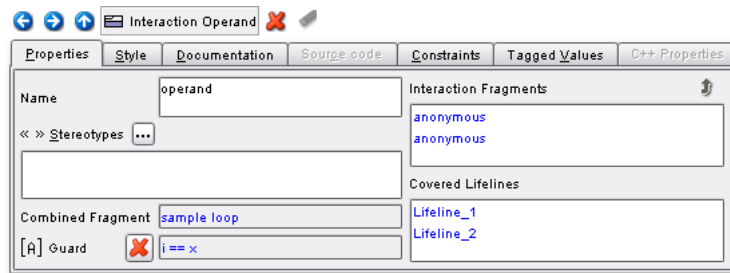 Interaction Operand
Properties Style Documentation Source code Constraints Tagged Values C++ Properties
Name operand
« » Stereotypes ...
Combined Fragment sample loop
[A] Guard i == x
Interaction Fragments
anonymous
anonymous
Covered Lifelines
Lifeline_1
Lifeline_2